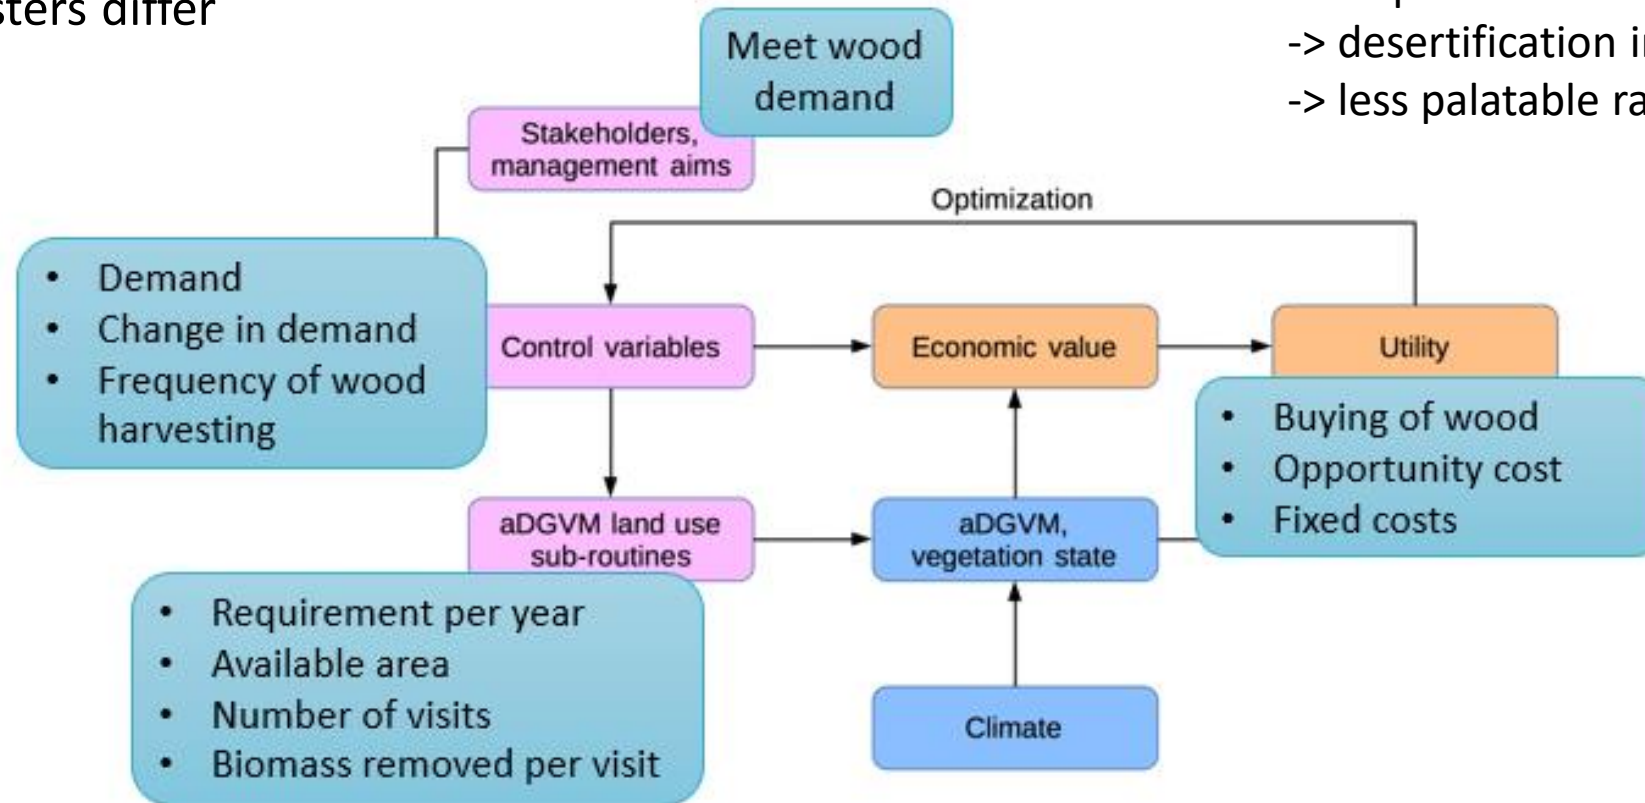 sters differ
-> desertification i
-> less palatable ra
Meet wood
demand
Stakeholders,
management aims
Optimization
• Demand
• Change in demand
• Frequency of wood
harvesting
Control variables
Economic value
Utility
• Buying of wood
• Opportunity cost
• Fixed costs
aDGVM land use
sub-routines
aDGVM,
vegetation state
• Requirement per year
• Available area
• Number of visits
• Biomass removed per visit
Climate